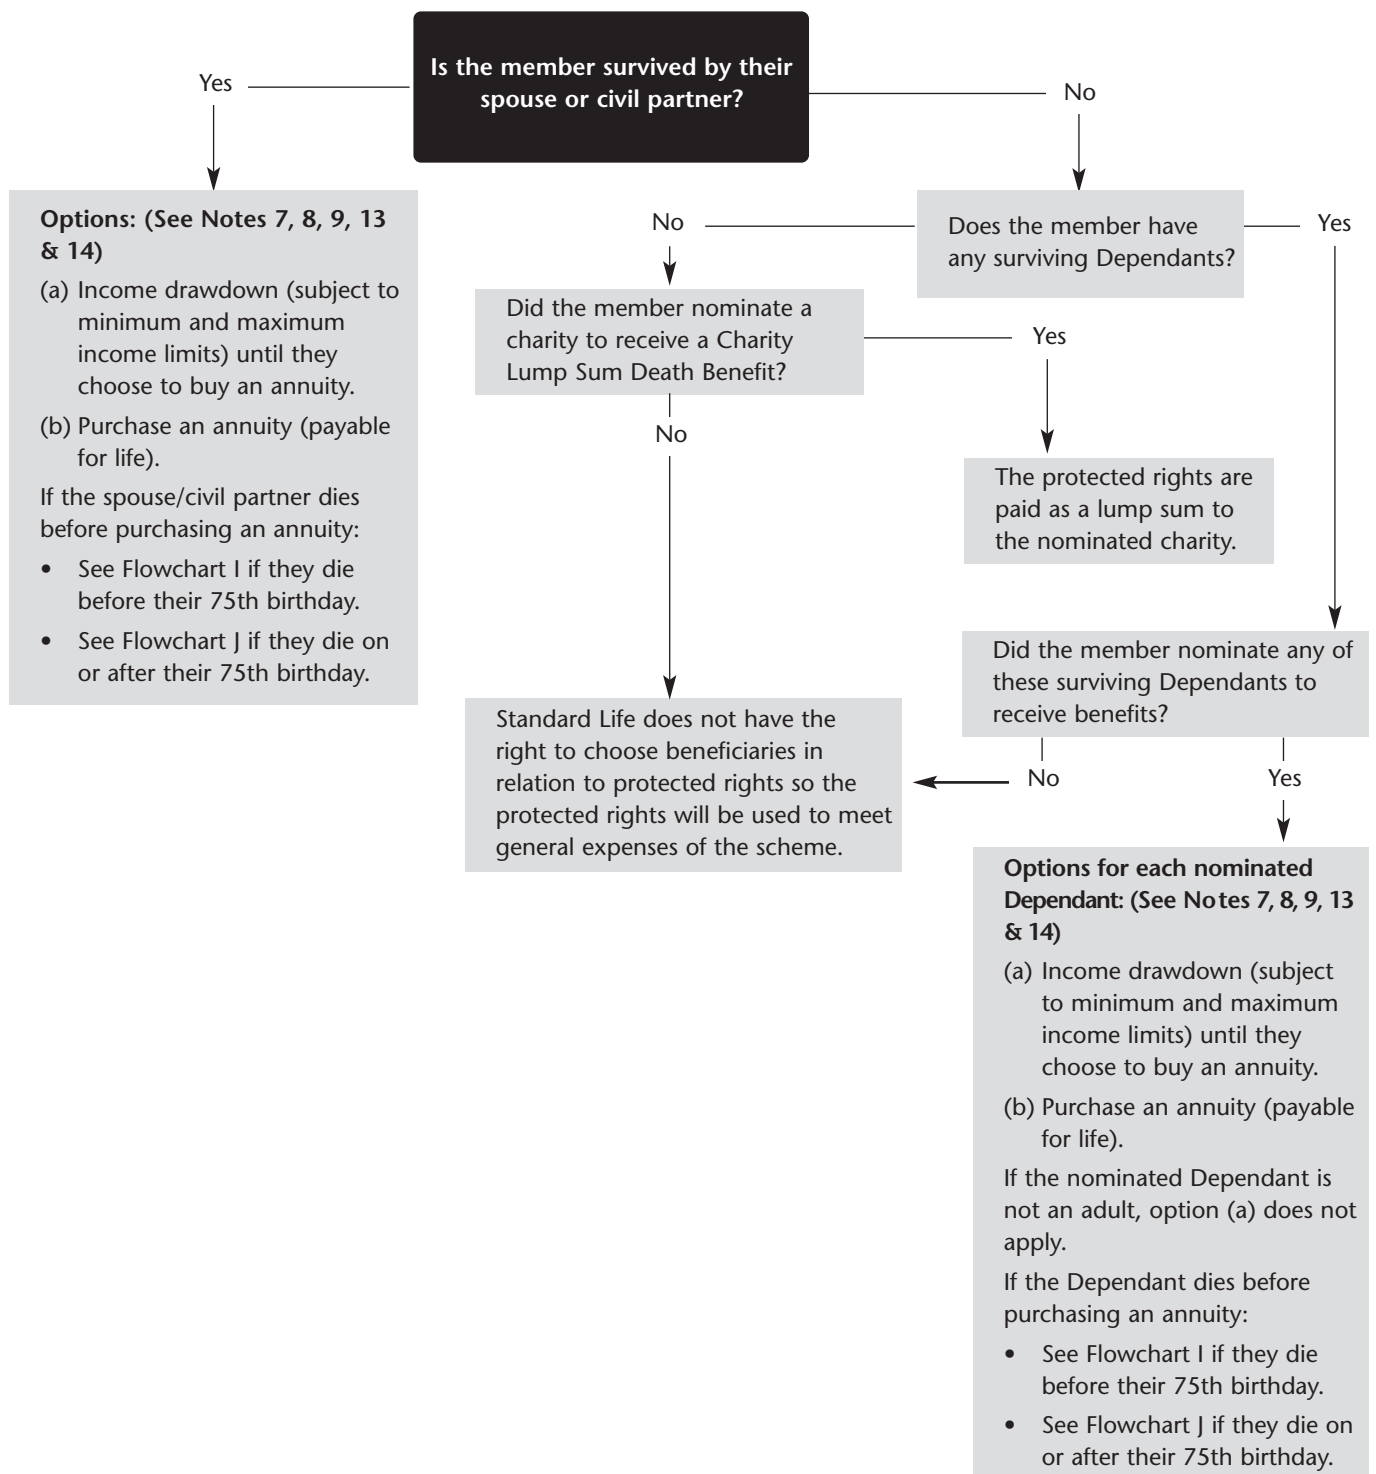 Is the member survived by their
spouse or civil partner?
Yes
No
Options: (See Notes 7, 8, 9, 13
& 14)
(a) Income drawdown (subject to
minimum and maximum
income limits) until they
choose to buy an annuity.
(b) Purchase an annuity (payable
for life).
If the spouse/civil partner dies
before purchasing an annuity:
• See Flowchart I if they die
before their 75th birthday.
• See Flowchart J if they die on
or after their 75th birthday.
Does the member have
any surviving Dependants?
No
Yes
Did the member nominate a
charity to receive a Charity
Lump Sum Death Benefit?
Yes
No
The protected rights are
paid as a lump sum to
the nominated charity.
Did the member nominate any of
these surviving Dependants to
receive benefits?
No
Yes
Standard Life does not have the
right to choose beneficiaries in
relation to protected rights so the
protected rights will be used to meet
general expenses of the scheme.
Options for each nominated
Dependant: (See Notes 7, 8, 9, 13
& 14)
(a) Income drawdown (subject
to minimum and maximum
income limits) until they
choose to buy an annuity.
(b) Purchase an annuity (payable
for life).
If the nominated Dependant is
not an adult, option (a) does not
apply.
If the Dependant dies before
purchasing an annuity:
• See Flowchart I if they die
before their 75th birthday.
• See Flowchart J if they die on
or after their 75th birthday.